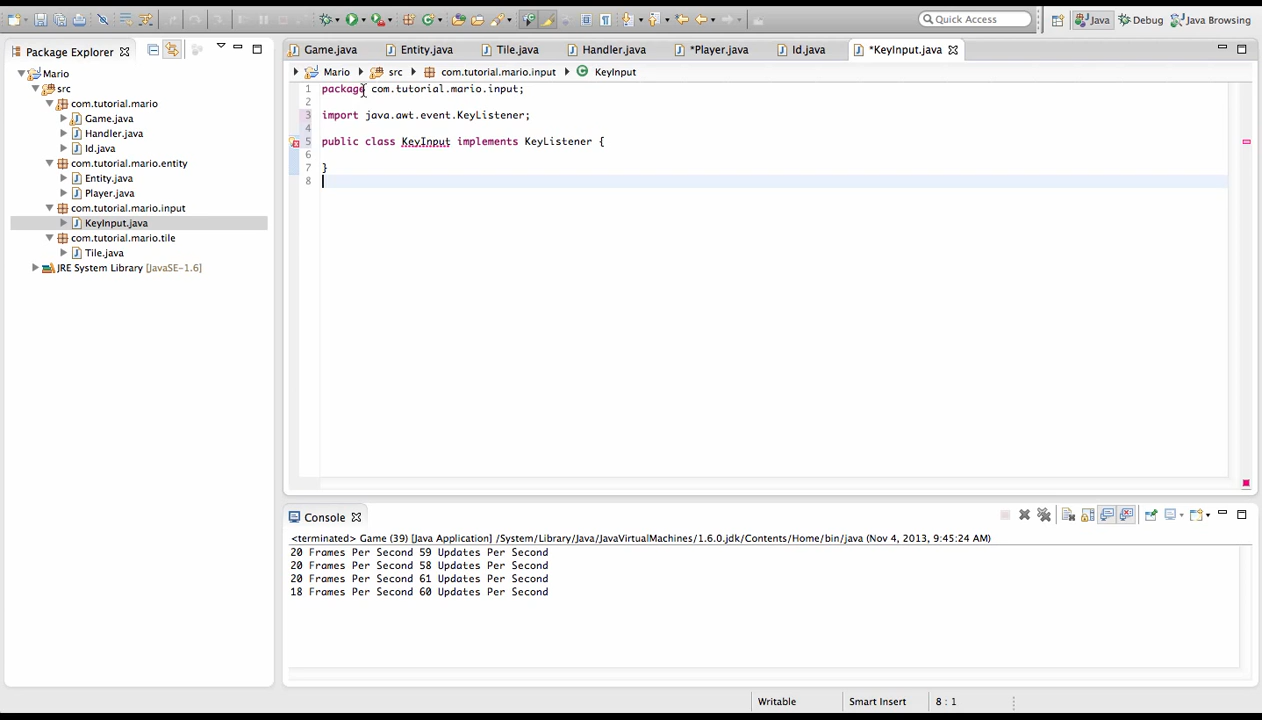 Quick Access
Java
Debug
Java Browsing
Package Explorer
Game.java
Entity.java
Tile.java
Handler.java
*Player.java
Id.java
*KeyInput.java
Mario
src
com.tutorial.mario.input
KeyInput
Mario
src
com.tutorial.mario
Game.java
Handler.java
Id.java
com.tutorial.mario.entity
Entity.java
Player.java
com.tutorial.mario.input
KeyInput.java
com.tutorial.mario.tile
Tile.java
JRE System Library [JavaSE-1.6]
1 package com.tutorial.mario.input;
2
3 import java.awt.event.KeyListener;
4
5 public class KeyInput implements KeyListener {
6
7 }
8
Console
<terminated> Game (39) [Java Application] /System/Library/Java/JavaVirtualMachines/1.6.0.jdk/Contents/Home/bin/java (Nov 4, 2013, 9:45:24 AM)
20 Frames Per Second 59 Updates Per Second
20 Frames Per Second 58 Updates Per Second
20 Frames Per Second 61 Updates Per Second
18 Frames Per Second 60 Updates Per Second
Writable
Smart Insert
8 : 1